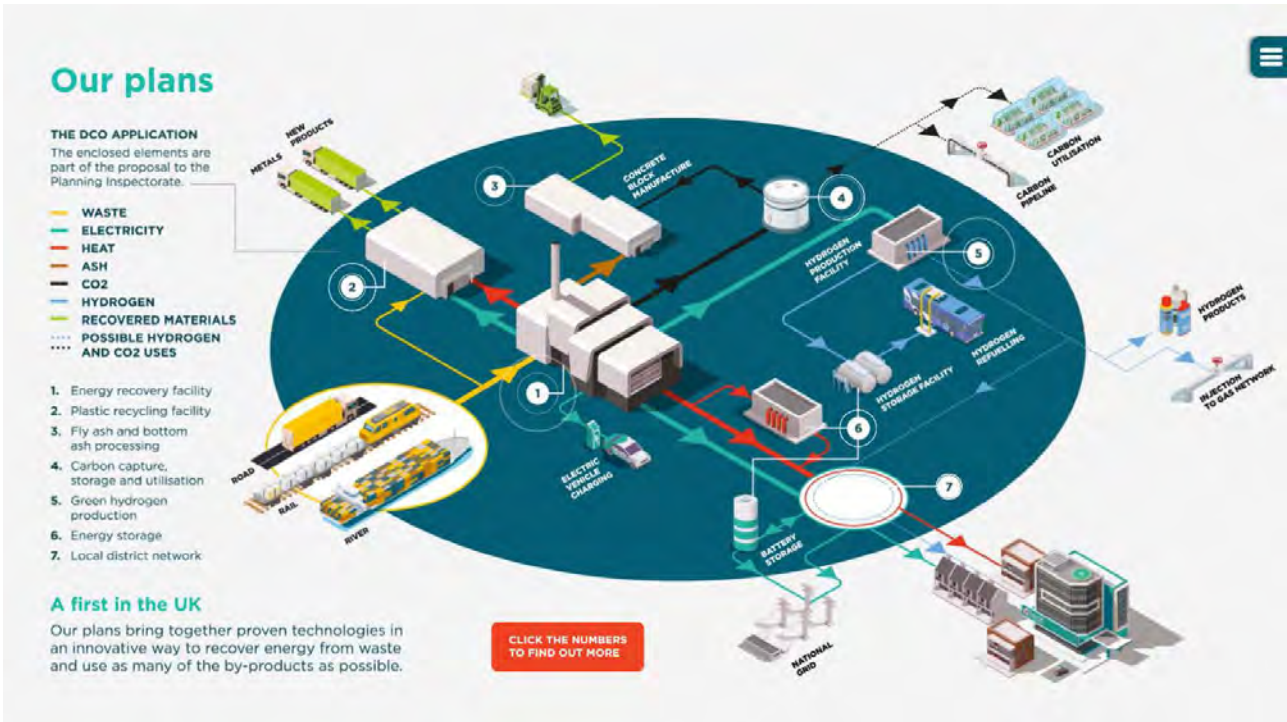 Our plans
THE DCO APPLICATION
The enclosed elements are
part of the proposal to the
Planning Inspectorate.
WASTE
ELECTRICITY
HEAT
ASH
CO2
HYDROGEN
RECOVERED MATERIALS
POSSIBLE HYDROGEN
AND CO2 USES
1. Energy recovery facility
2. Plastic recycling facility
3. Fly ash and bottom
ash processing
4. Carbon capture,
storage and utilisation
5. Green hydrogen
production
6. Energy storage
7. Local district network
A first in the UK
Our plans bring together proven technologies in
an innovative way to recover energy from waste
and use as many of the by-products as possible.
METALS
NEW
PRODUCTS
2
3
CONCRETE
BLOCK
MANUFACTURE
4
CARBON
UTILISATION
CARBON
PIPELINE
HYDROGEN
PRODUCTION
FACILITY
5
HYDROGEN
PRODUCTS
INJECTION
TO GAS NETWORK
HYDROGEN
REFUELLING
HYDROGEN
STORAGE FACILITY
1
6
ROAD
RAIL
RIVER
ELECTRIC
VEHICLE
CHARGING
7
BATTERY
STORAGE
NATIONAL
GRID
CLICK THE NUMBERS
TO FIND OUT MORE